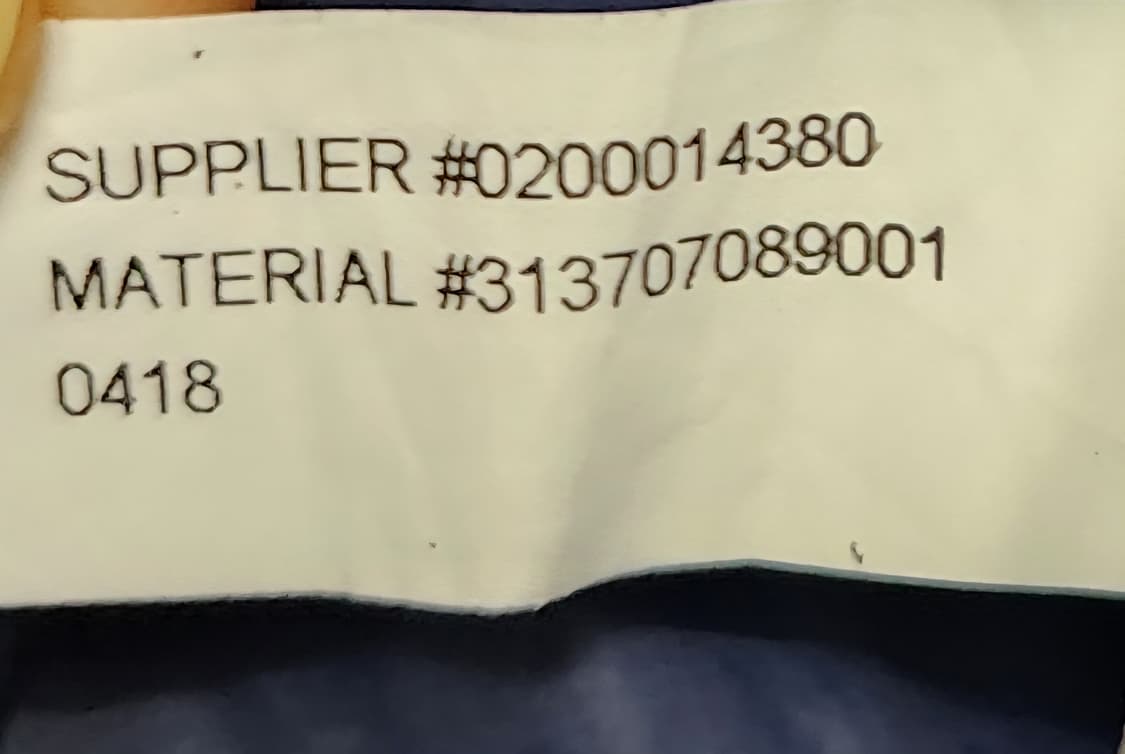 SUPPLIER #0200014380
MATERIAL #313707089001
0418